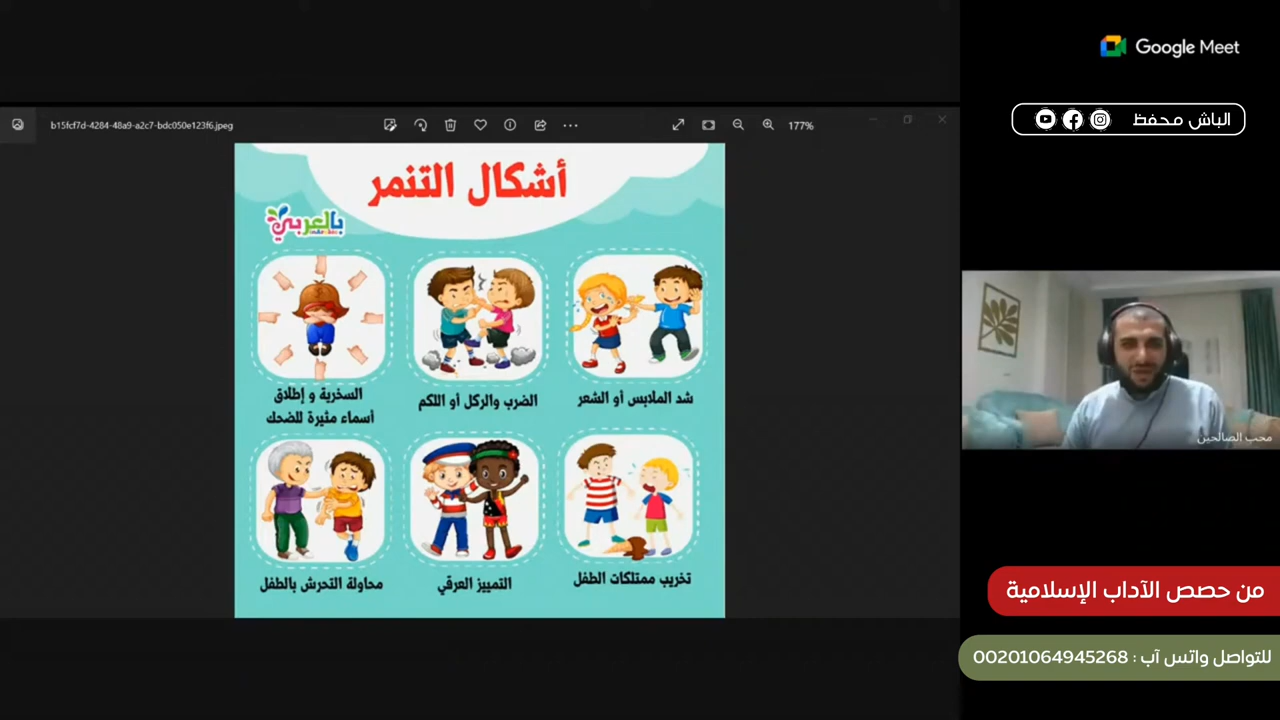 Google Meet
الباش محفظ
b15fcf7d-4284-48a9-a2c7-bdc050e123f6.jpeg
177%
أشكال التنمر
بالعربي
شد الملابس أو الشعر
الضرب والركل أو اللكم
السخرية و إطلاق
أسماء مثيرة للضحك
تخريب ممتلكات الطفل
التمييز العرقي
محاولة التحرش بالطفل
محب الصالحين
من حصص الآداب الإسلامية
للتواصل واتس آب : 00201064945268